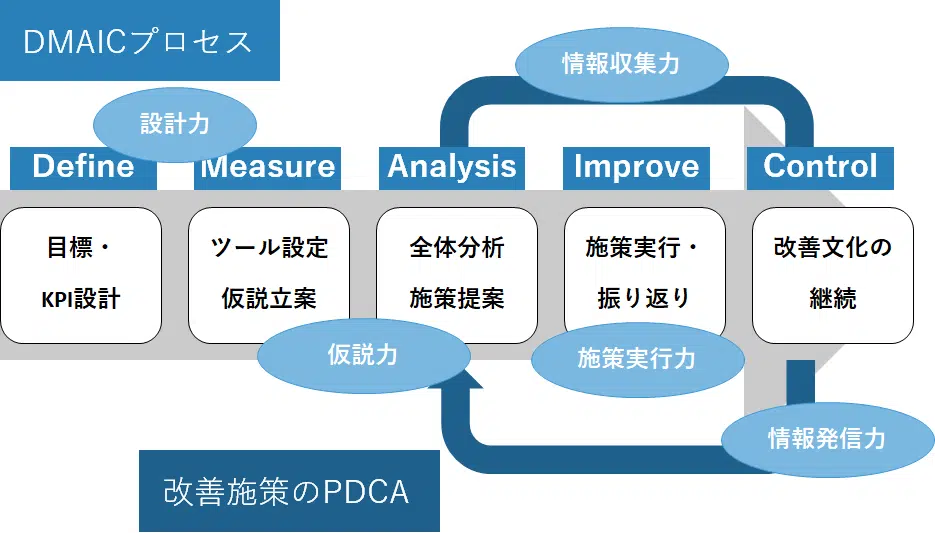 DMAICプロセス
情報収集力
設計力
Define
Measure
Analysis
Improve
Control
目標・
KPI設計
ツール設定
仮説立案
全体分析
施策提案
施策実行・
振り返り
改善文化の
継続
仮説力
施策実行力
情報発信力
改善施策のPDCA